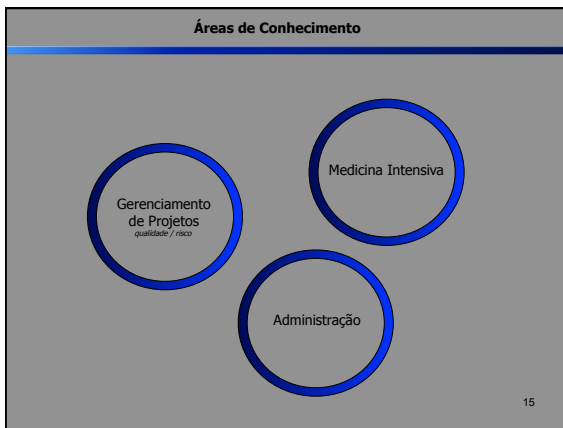 Áreas de Conhecimento
Medicina Intensiva
Gerenciamento
de Projetos
qualidade / risco
Administração
15